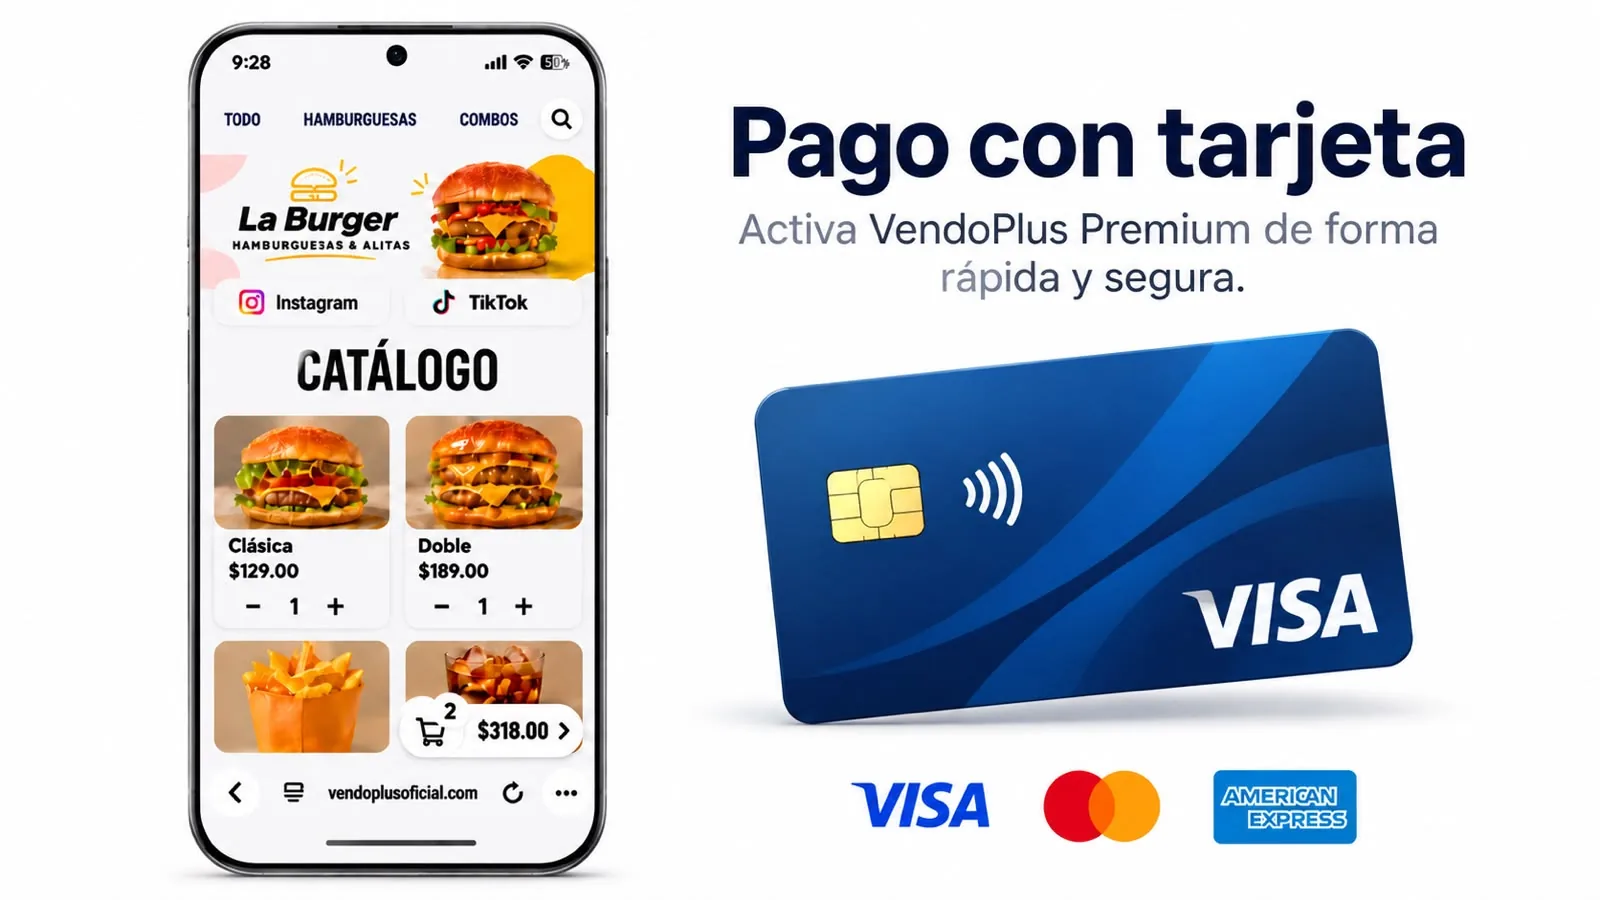 9:28
50%
TODO
HAMBURGUESAS
COMBOS
La Burger
HAMBURGUESAS & ALITAS
Instagram
TikTok
CATÁLOGO
Clásica
$129.00
− 1 +
Doble
$189.00
− 1 +
2
$318.00
vendoplusoficial.com
Pago con tarjeta
Activa VendoPlus Premium de forma
rápida y segura.
VISA
VISA
AMERICAN
EXPRESS